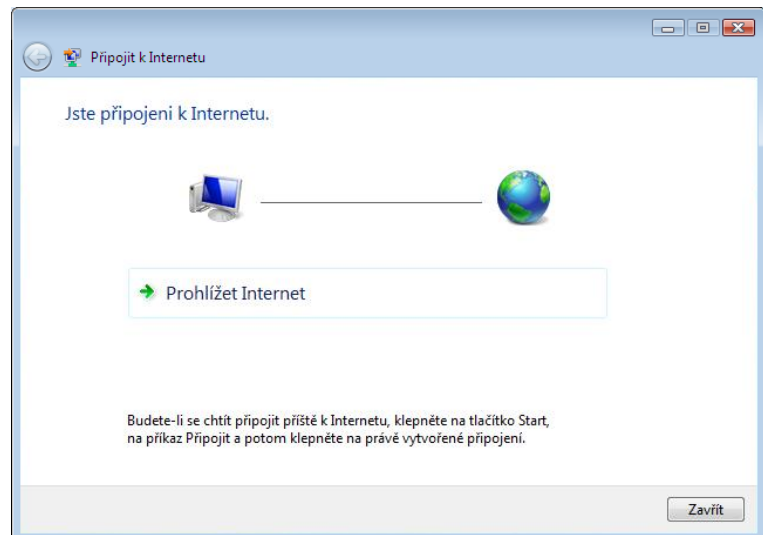 Připojit k Internetu
Jste připojeni k Internetu.
Prohlížet Internet
Budete-li se chtít připojit příště k Internetu, klepněte na tlačítko Start,
na příkaz Připojit a potom klepněte na právě vytvořené připojení.
Zavřít